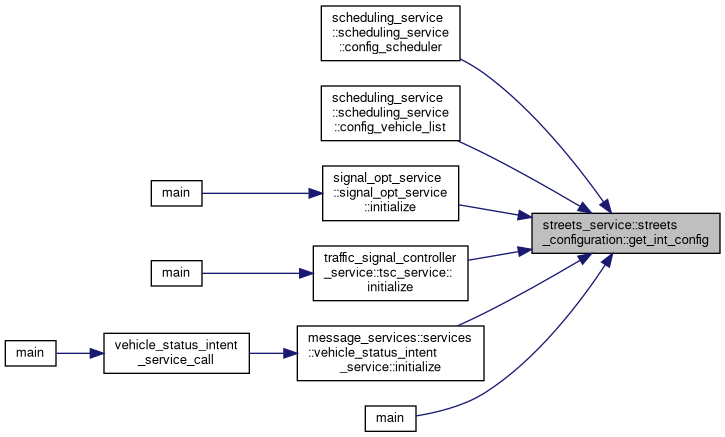 scheduling_service
::scheduling_service
::config_scheduler
scheduling_service
::scheduling_service
::config_vehicle_list
main
signal_opt_service
::signal_opt_service
::initialize
streets_service::streets
_configuration::get_int_config
main
traffic_signal_controller
_service::tsc_service::
initialize
main
vehicle_status_intent
_service_call
message_services::services
::vehicle_status_intent
_service::initialize
main